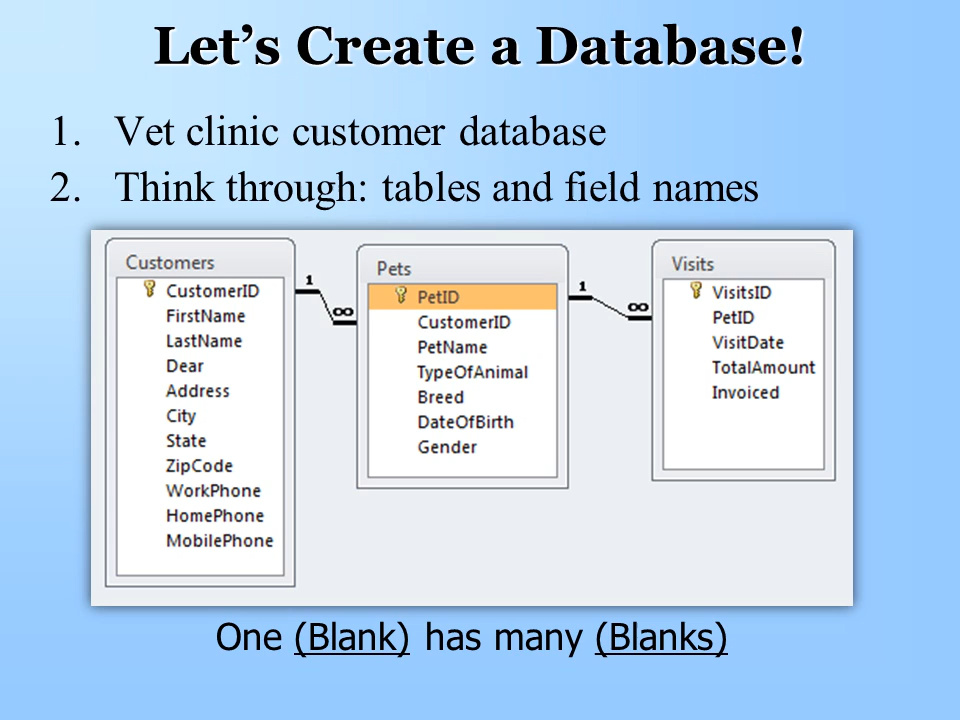 Let’s Create a Database!
1. Vet clinic customer database
2. Think through: tables and field names
Customers
CustomerID
FirstName
LastName
Dear
Address
City
State
ZipCode
WorkPhone
HomePhone
MobilePhone
1
∞
Pets
PetID
CustomerID
PetName
TypeOfAnimal
Breed
DateOfBirth
Gender
1
∞
Visits
VisitsID
PetID
VisitDate
TotalAmount
Invoiced
One (Blank) has many (Blanks)